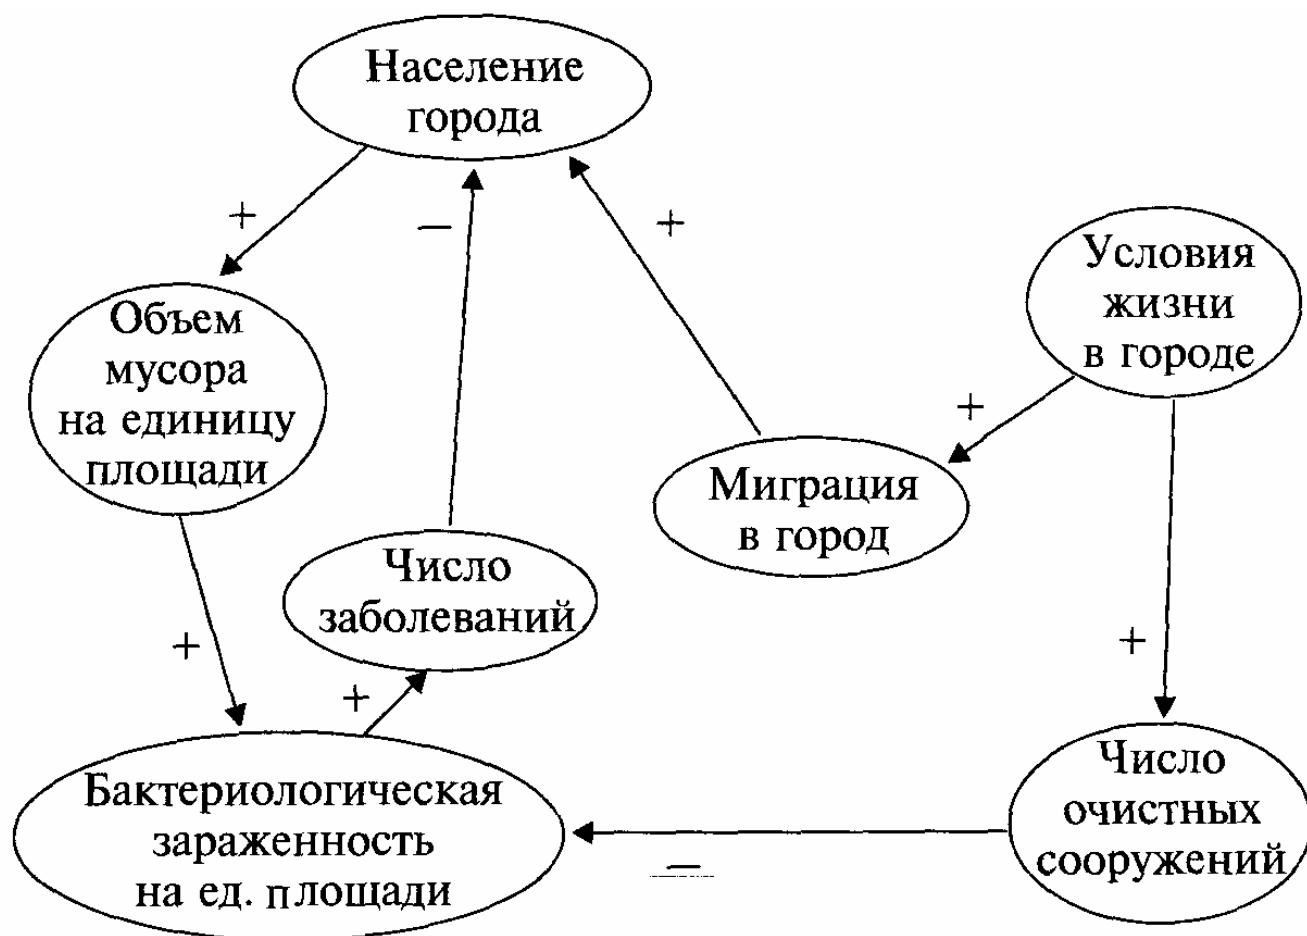 Население
города
+
−
+
Условия
жизни
в городе
Объем
мусора
на единицу
площади
+
Миграция
в город
Число
заболеваний
+
+
+
Число
очистных
сооружений
Бактериологическая
зараженность
на ед. площади
−